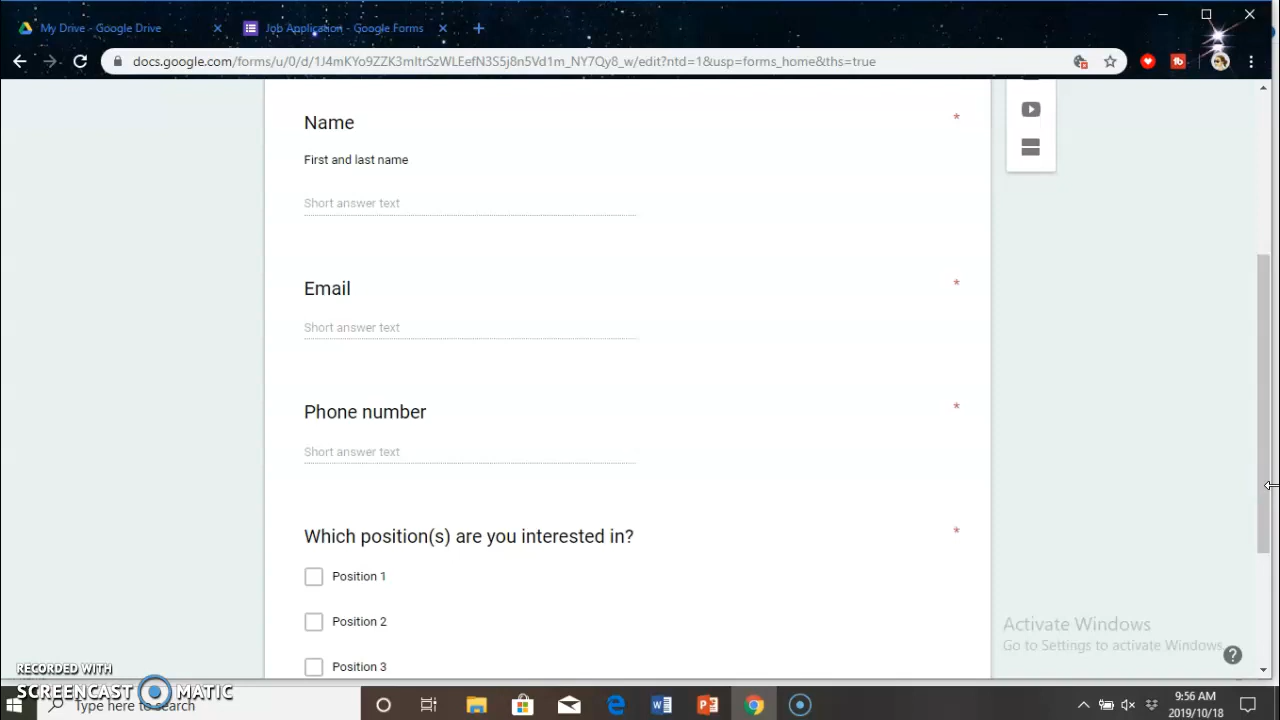 My Drive - Google Drive
Job Application - Google Forms
docs.google.com/forms/u/0/d/1J4mKYo9ZZK3mItrSzWLEefN3S5j8n5Vd1m_NY7Qy8_w/edit?ntd=1&usp=forms_home&ths=true
Name *
First and last name
Short answer text
Email *
Short answer text
Phone number *
Short answer text
Which position(s) are you interested in? *
Position 1
Position 2
Position 3
Activate Windows
Go to Settings to activate Windows.
RECORDED WITH
SCREENCAST MATIC
Type here to search
9:56 AM
2019/10/18